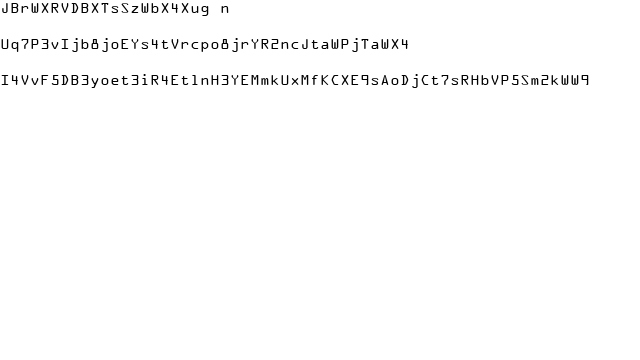 JBrWXRVDBXTsSzWbX4Xug n
Uq7P3vIjb8joEYs4tVrcpo8jrYR2ncJtaWPjTaWX4
I4VvF5DB3yoet3iR4EtlnH3YEMmkUxMfKCXE9sAoDjCt7sRHbVP5Sm2kWW9